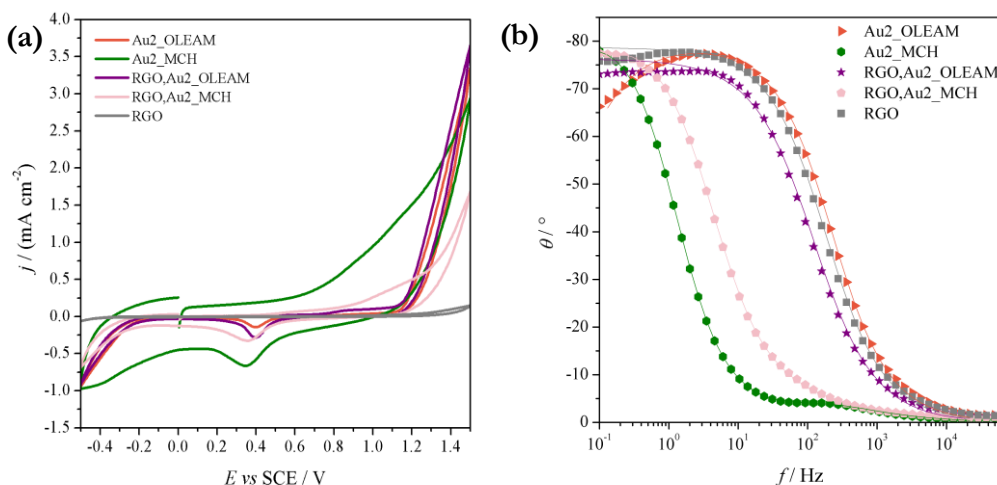 (a)
Au2_OLEAM
Au2_MCH
RGO,Au2_OLEAM
RGO,Au2_MCH
RGO
4.0
3.5
3.0
2.5
2.0
1.5
1.0
0.5
0.0
-0.5
-1.0
-1.5
j / (mA cm⁻²)
-0.4 -0.2 0.0 0.2 0.4 0.6 0.8 1.0 1.2 1.4
E vs SCE / V
(b)
Au2_OLEAM
Au2_MCH
RGO,Au2_OLEAM
RGO,Au2_MCH
RGO
-80
-70
-60
-50
-40
-30
-20
-10
0
θ / °
10⁻¹ 10⁰ 10¹ 10² 10³ 10⁴
f / Hz